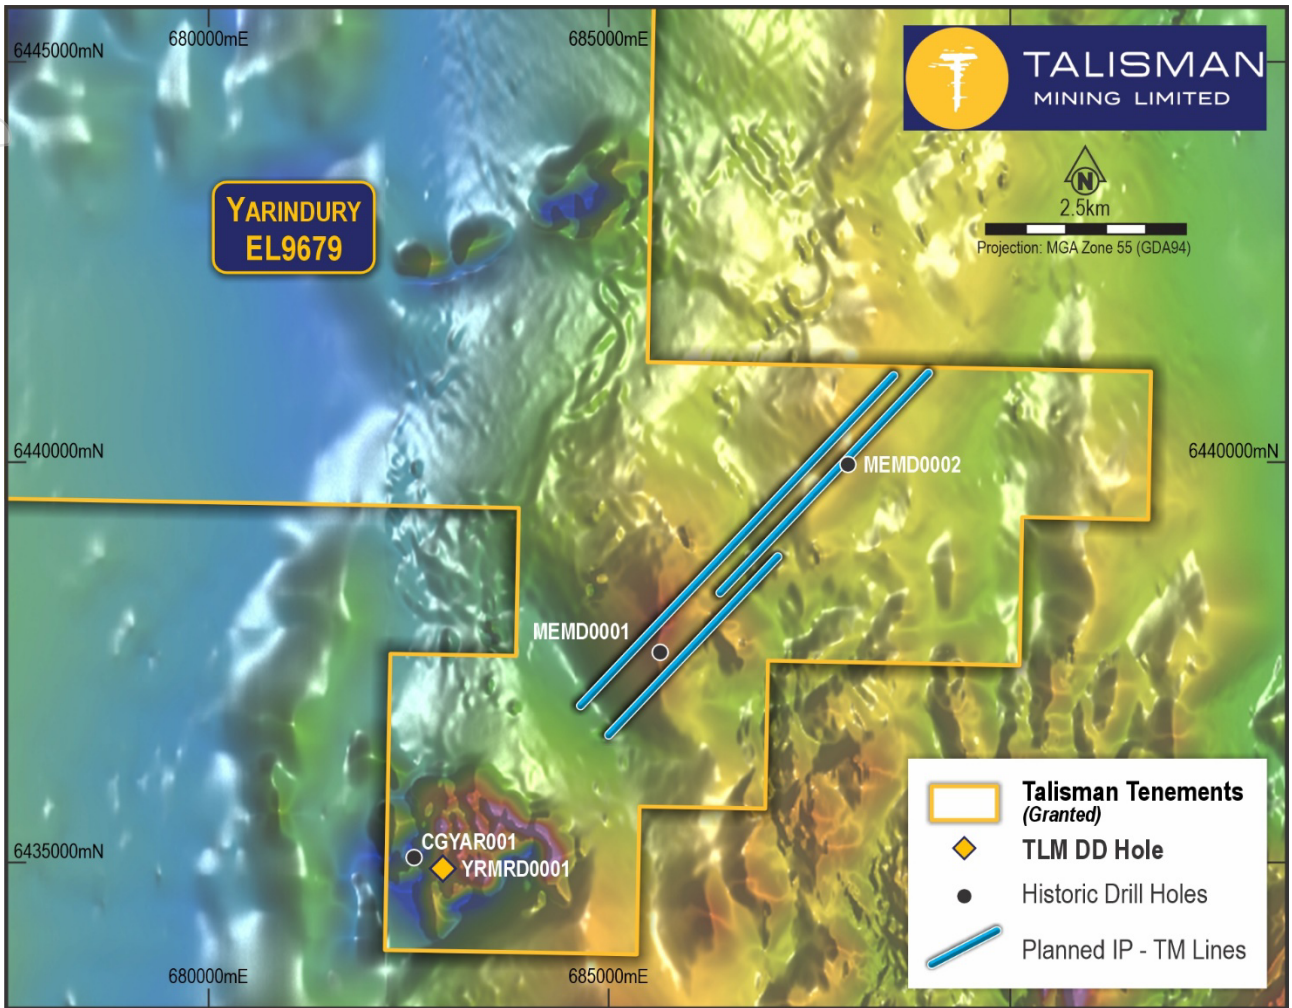 680000mE
685000mE
6445000mN
TALISMAN
MINING LIMITED
N
2.5km
Projection: MGA Zone 55 (GDA94)
YARINDURY
EL9679
6440000mN
6440000mN
MEMD0002
MEMD0001
CGYAR001
YRMRD0001
6435000mN
680000mE
685000mE
Talisman Tenements
(Granted)
TLM DD Hole
Historic Drill Holes
Planned IP - TM Lines